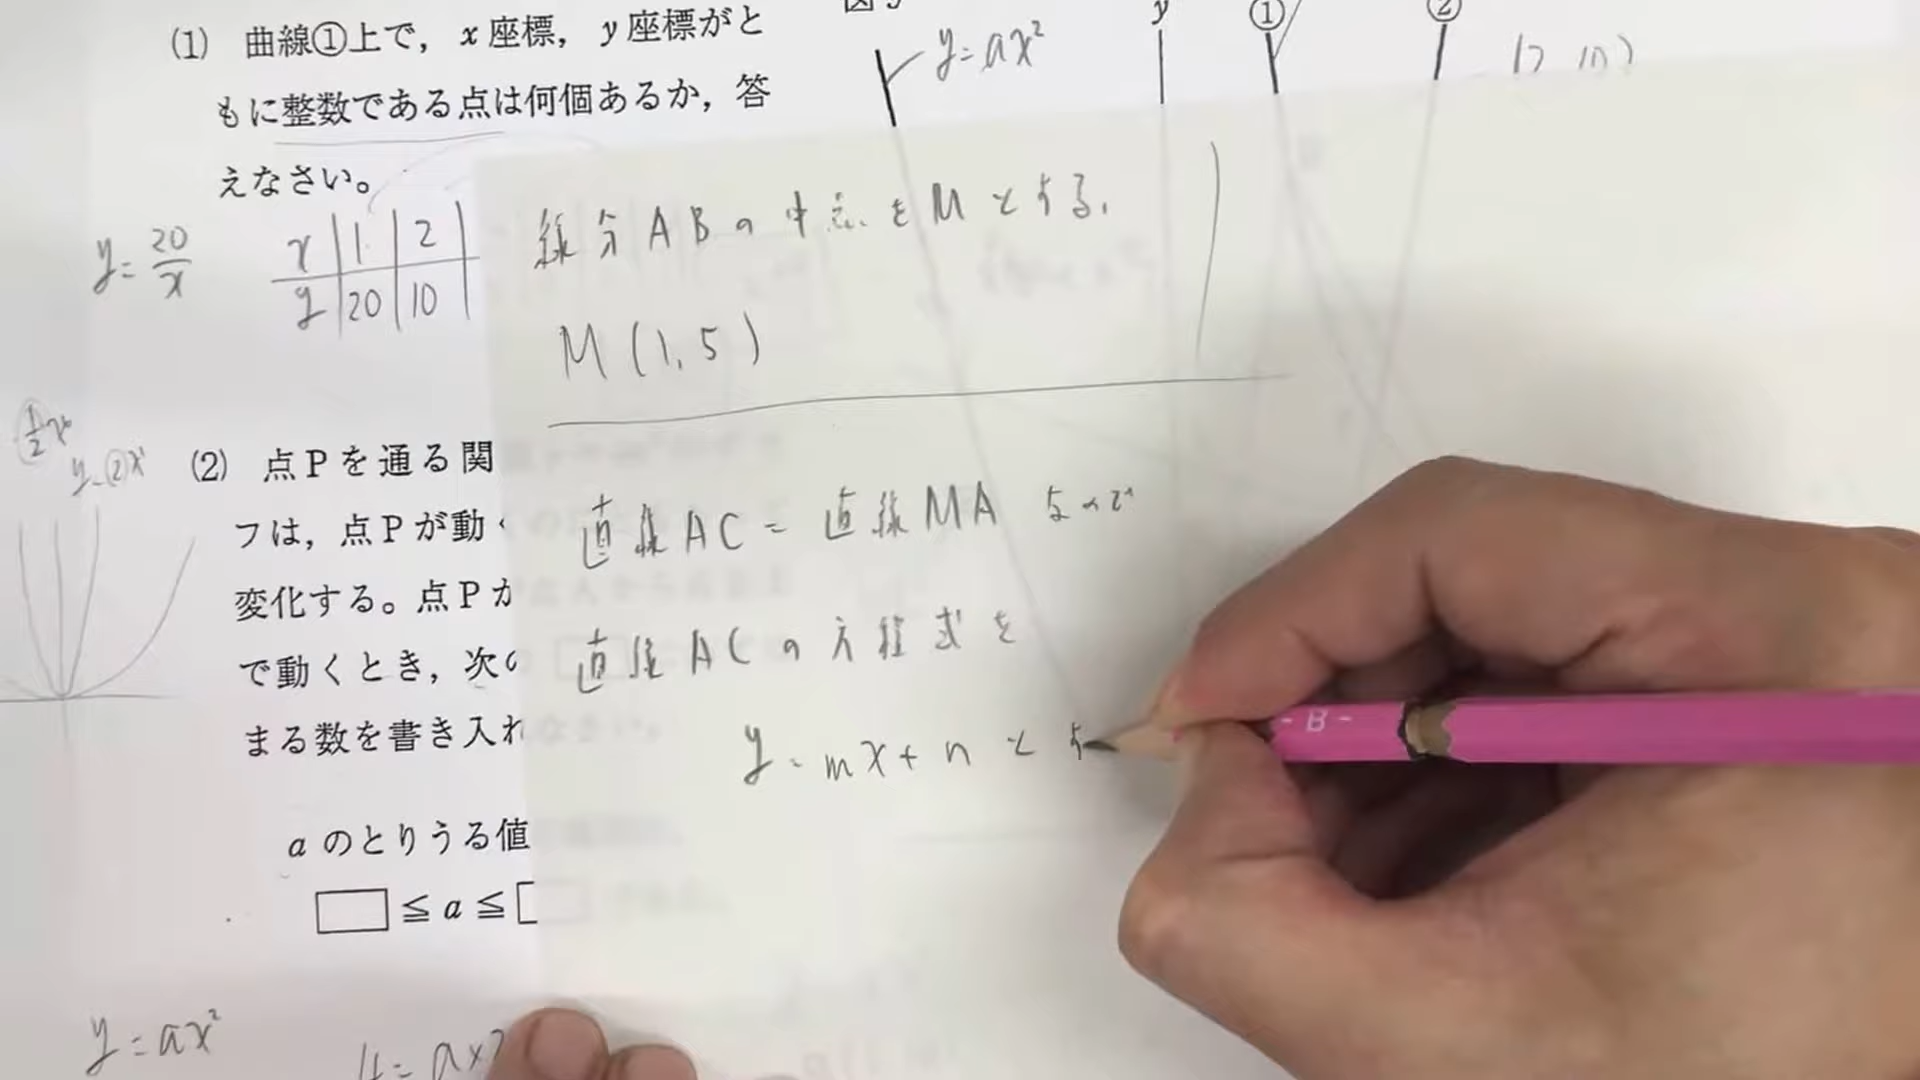 (1) 曲線①上で，x座標，y座標がと
もに整数である点は何個あるか，答
えなさい。
y=20/x
x 1 2
y 20 10
y=ax²
y
①
②
線分ABの中点をMとする.
M(1,5)
直線AC=直線MAなので
直線ACの方程式を
y=mx+nとす
(2) 点Pを通る関
フは，点Pが動く
変化する。点Pが
で動くとき，次の
まる数を書き入れ
aのとりうる値
□≦a≦□
y=ax²
- B -